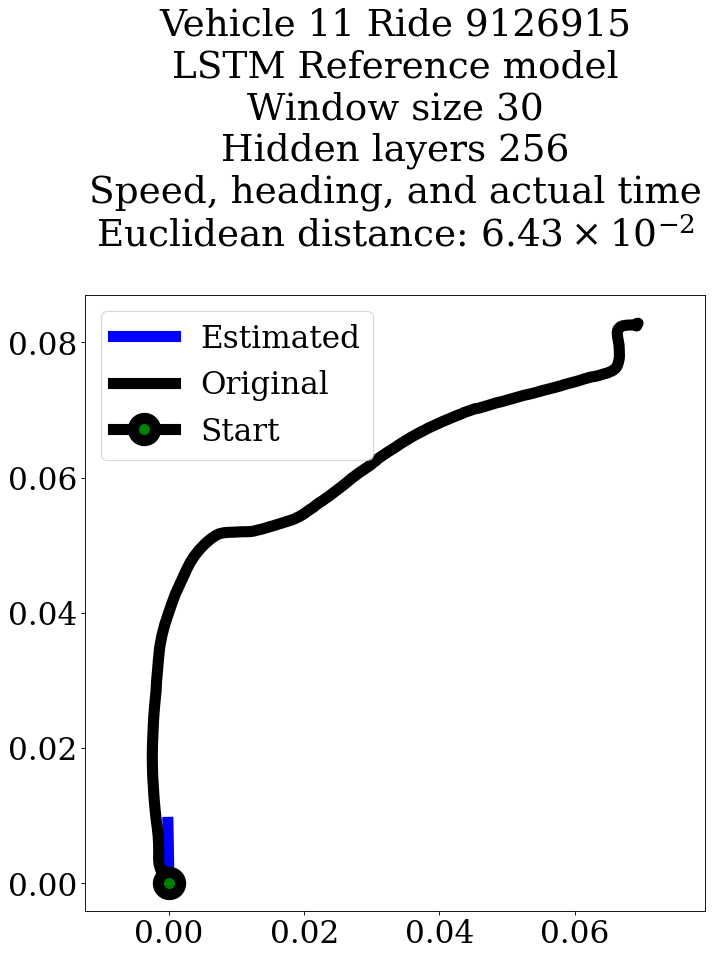 Vehicle 11 Ride 9126915
LSTM Reference model
Window size 30
Hidden layers 256
Speed, heading, and actual time
Euclidean distance: 6.43 × 10⁻²
Estimated
Original
Start
0.08
0.06
0.04
0.02
0.00
0.00 0.02 0.04 0.06